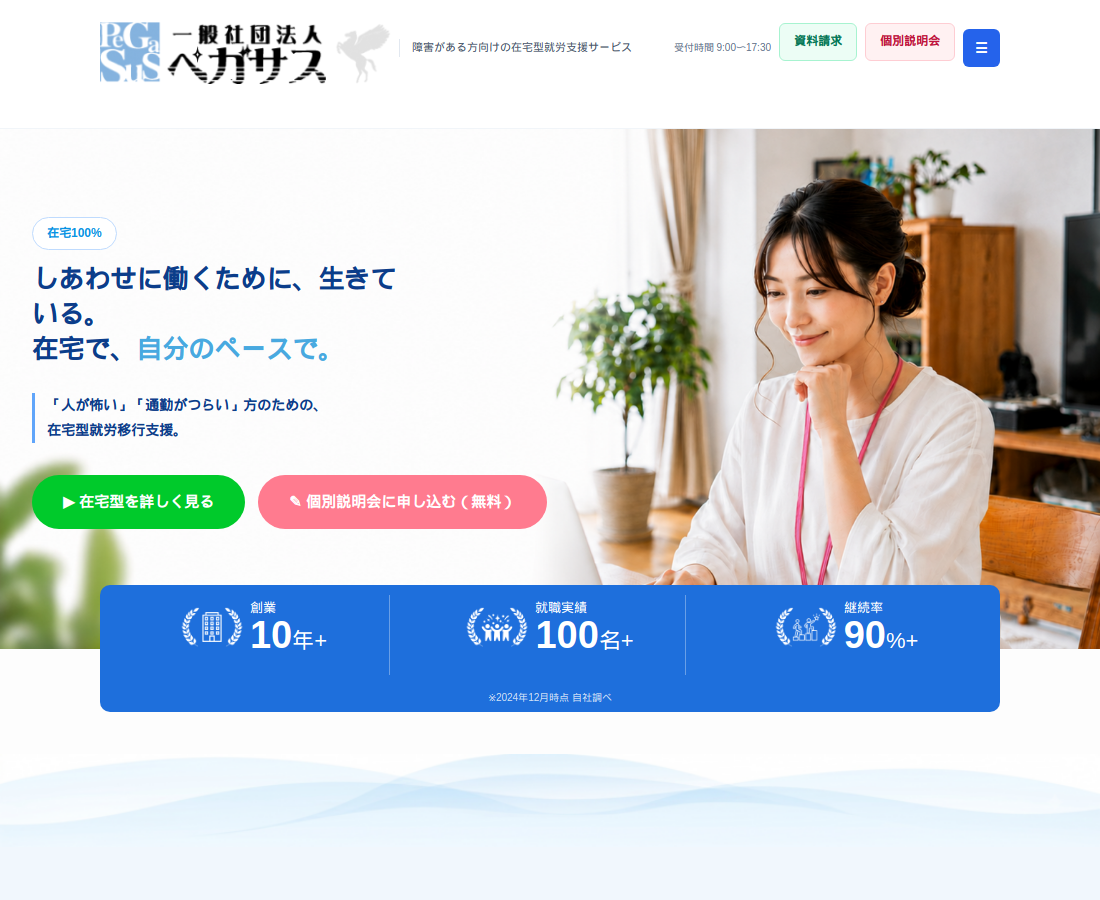 PeGaSuS
一般社団法人
ペガサス
障害がある方向けの在宅型就労支援サービス
受付時間 9:00〜17:30
資料請求
個別説明会
在宅100%
しあわせに働くために、生きて
いる。
在宅で、自分のペースで。
「人が怖い」「通勤がつらい」方のための、
在宅型就労移行支援。
▶ 在宅型を詳しく見る
✎ 個別説明会に申し込む（無料）
創業
10年+
就職実績
100名+
継続率
90%+
※2024年12月時点 自社調べ